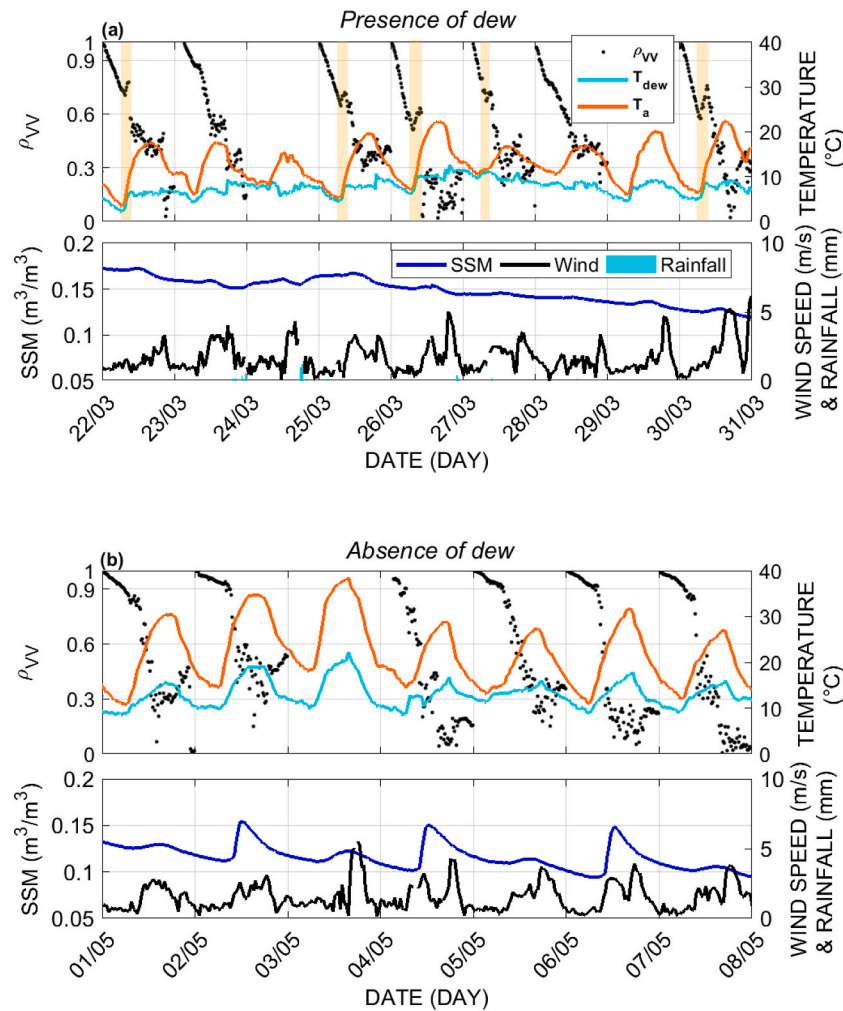 Presence of dew
(a)
1
0.9
0.6
0.3
0
ρVV
40
30
20
10
0
TEMPERATURE
(°C)
ρVV
Tdew
Ta
0.2
0.15
0.1
0.05
SSM (m³/m³)
SSM Wind Rainfall
10
5
0
WIND SPEED (m/s)
& RAINFALL (mm)
22/03 23/03 24/03 25/03 26/03 27/03 28/03 29/03 30/03 31/03
DATE (DAY)
Absence of dew
(b)
1
0.9
0.6
0.3
0
ρVV
40
30
20
10
0
TEMPERATURE
(°C)
0.2
0.15
0.1
0.05
SSM (m³/m³)
10
5
0
WIND SPEED (m/s)
& RAINFALL (mm)
01/05 02/05 03/05 04/05 05/05 06/05 07/05 08/05
DATE (DAY)